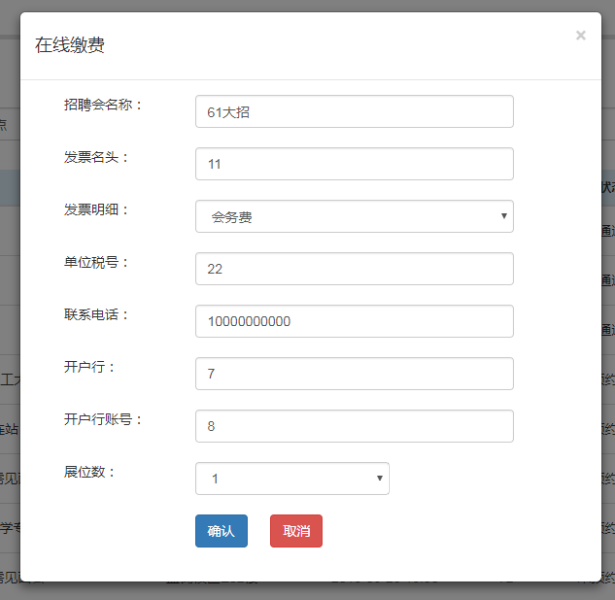 在线缴费 ×
招聘会名称： 61大招
点
发票名头： 11
发票明细： 会务费
单位税号： 22
联系电话： 10000000000
开户行： 7
开户行账号： 8
展位数： 1
确认 取消